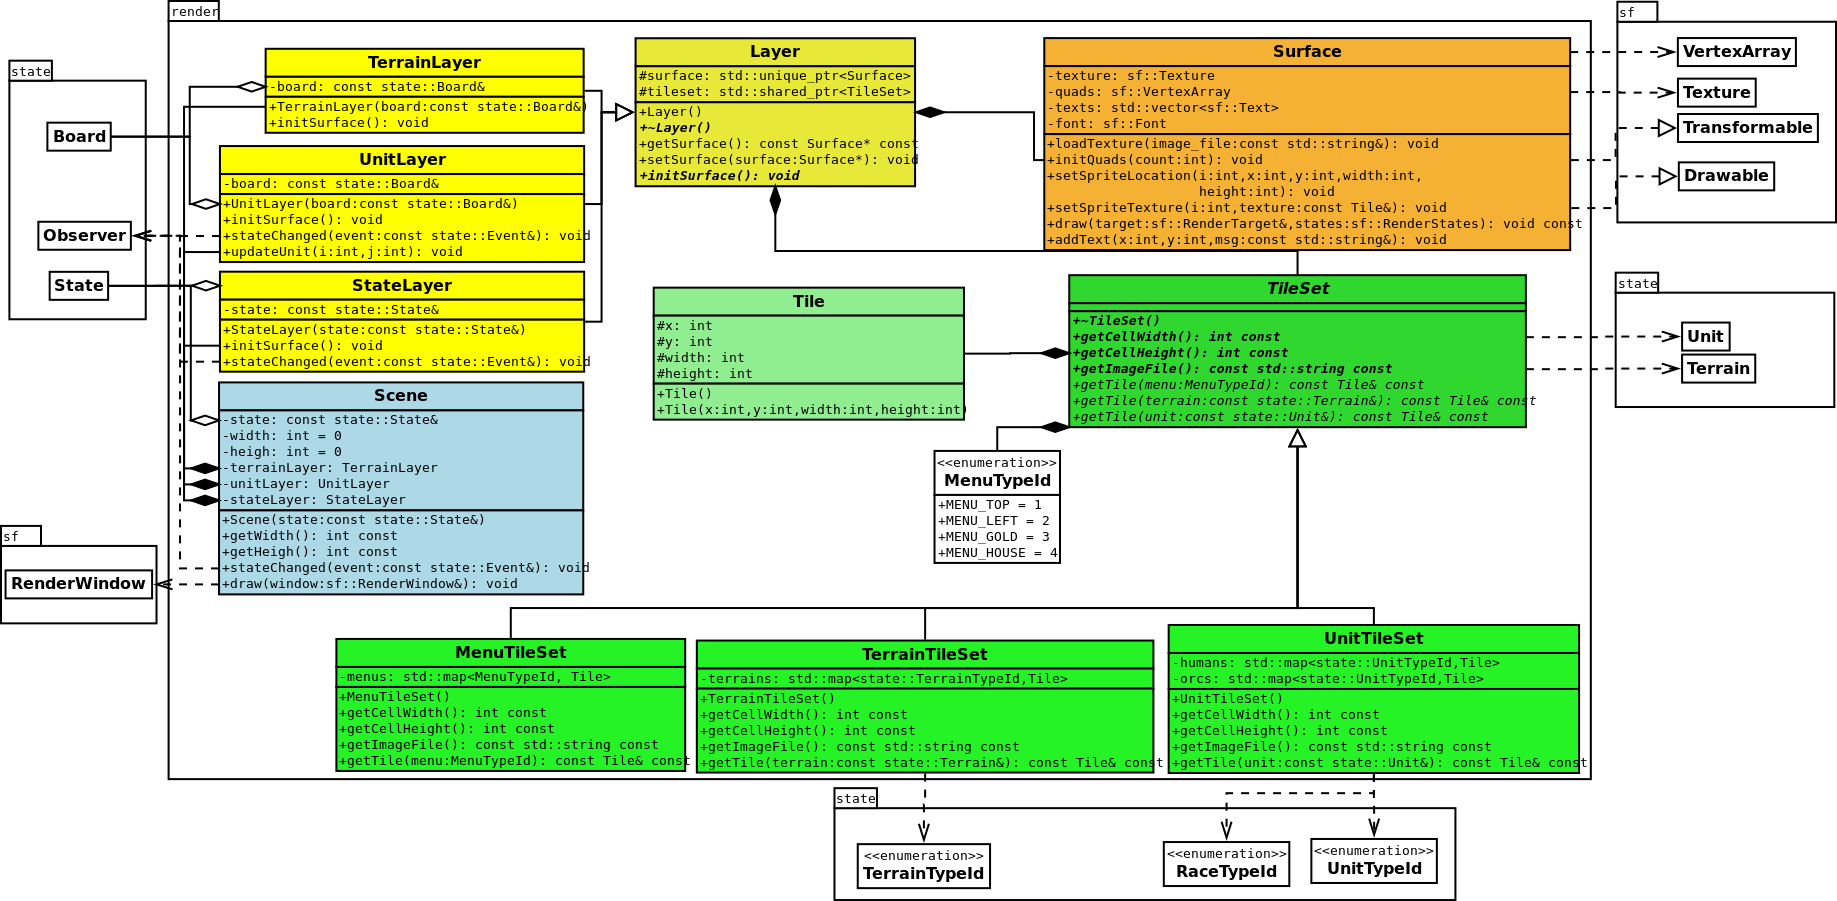 render
state
Board
Observer
State
sf
RenderWindow
TerrainLayer
-board: const state::Board&
+TerrainLayer(board:const state::Board&)
+initSurface(): void
UnitLayer
-board: const state::Board&
+UnitLayer(board:const state::Board&)
+initSurface(): void
+stateChanged(event:const state::Event&): void
+updateUnit(i:int,j:int): void
StateLayer
-state: const state::State&
+StateLayer(state:const state::State&)
+initSurface(): void
+stateChanged(event:const state::Event&): void
Scene
-state: const state::State&
-width: int = 0
-heigh: int = 0
-terrainLayer: TerrainLayer
-unitLayer: UnitLayer
-stateLayer: StateLayer
+Scene(state:const state::State&)
+getWidth(): int const
+getHeigh(): int const
+stateChanged(event:const state::Event&): void
+draw(window:sf::RenderWindow&): void
Layer
#surface: std::unique_ptr<Surface>
#tileset: std::shared_ptr<TileSet>
+Layer()
+~Layer()
+getSurface(): const Surface* const
+setSurface(surface:Surface*): void
+initSurface(): void
Surface
-texture: sf::Texture
-quads: sf::VertexArray
-texts: std::vector<sf::Text>
-font: sf::Font
+loadTexture(image_file:const std::string&): void
+initQuads(count:int): void
+setSpriteLocation(i:int,x:int,y:int,width:int,
height:int): void
+setSpriteTexture(i:int,texture:const Tile&): void
+draw(target:sf::RenderTarget&,states:sf::RenderStates): void const
+addText(x:int,y:int,msg:const std::string&): void
sf
VertexArray
Texture
Transformable
Drawable
Tile
#x: int
#y: int
#width: int
#height: int
+Tile()
+Tile(x:int,y:int,width:int,height:int)
TileSet
+~TileSet()
+getCellWidth(): int const
+getCellHeight(): int const
+getImageFile(): const std::string const
+getTile(menu:MenuTypeId): const Tile& const
+getTile(terrain:const state::Terrain&): const Tile& const
+getTile(unit:const state::Unit&): const Tile& const
state
Unit
Terrain
<<enumeration>>
MenuTypeId
+MENU_TOP = 1
+MENU_LEFT = 2
+MENU_GOLD = 3
+MENU_HOUSE = 4
MenuTileSet
-menus: std::map<MenuTypeId, Tile>
+MenuTileSet()
+getCellWidth(): int const
+getCellHeight(): int const
+getImageFile(): const std::string const
+getTile(menu:MenuTypeId): const Tile& const
TerrainTileSet
-terrains: std::map<state::TerrainTypeId,Tile>
+TerrainTileSet()
+getCellWidth(): int const
+getCellHeight(): int const
+getImageFile(): const std::string const
+getTile(terrain:const state::Terrain&): const Tile& const
UnitTileSet
-humans: std::map<state::UnitTypeId,Tile>
-orcs: std::map<state::UnitTypeId,Tile>
+UnitTileSet()
+getCellWidth(): int const
+getCellHeight(): int const
+getImageFile(): const std::string const
+getTile(unit:const state::Unit&): const Tile& const
state
<<enumeration>>
TerrainTypeId
<<enumeration>>
RaceTypeId
<<enumeration>>
UnitTypeId